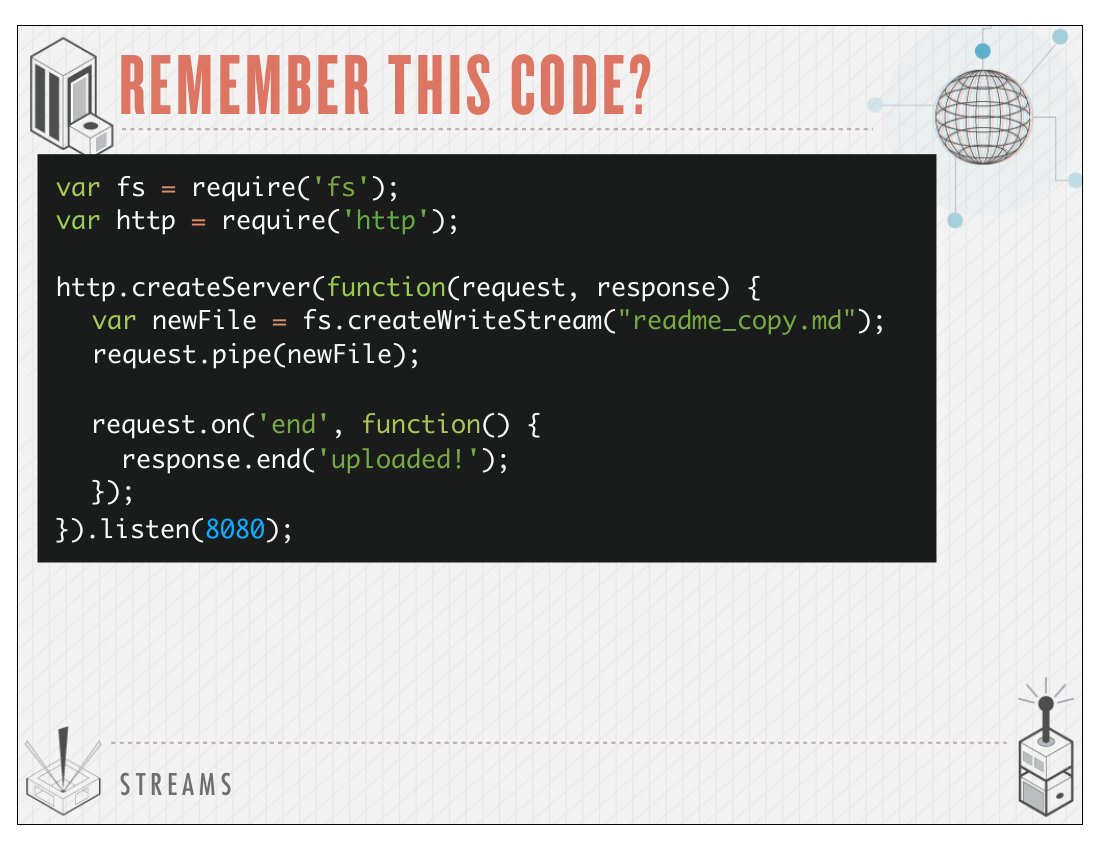 REMEMBER THIS CODE?
var fs = require('fs');
var http = require('http');
http.createServer(function(request, response) {
var newFile = fs.createWriteStream("readme_copy.md");
request.pipe(newFile);
request.on('end', function() {
response.end('uploaded!');
});
}).listen(8080);
STREAMS